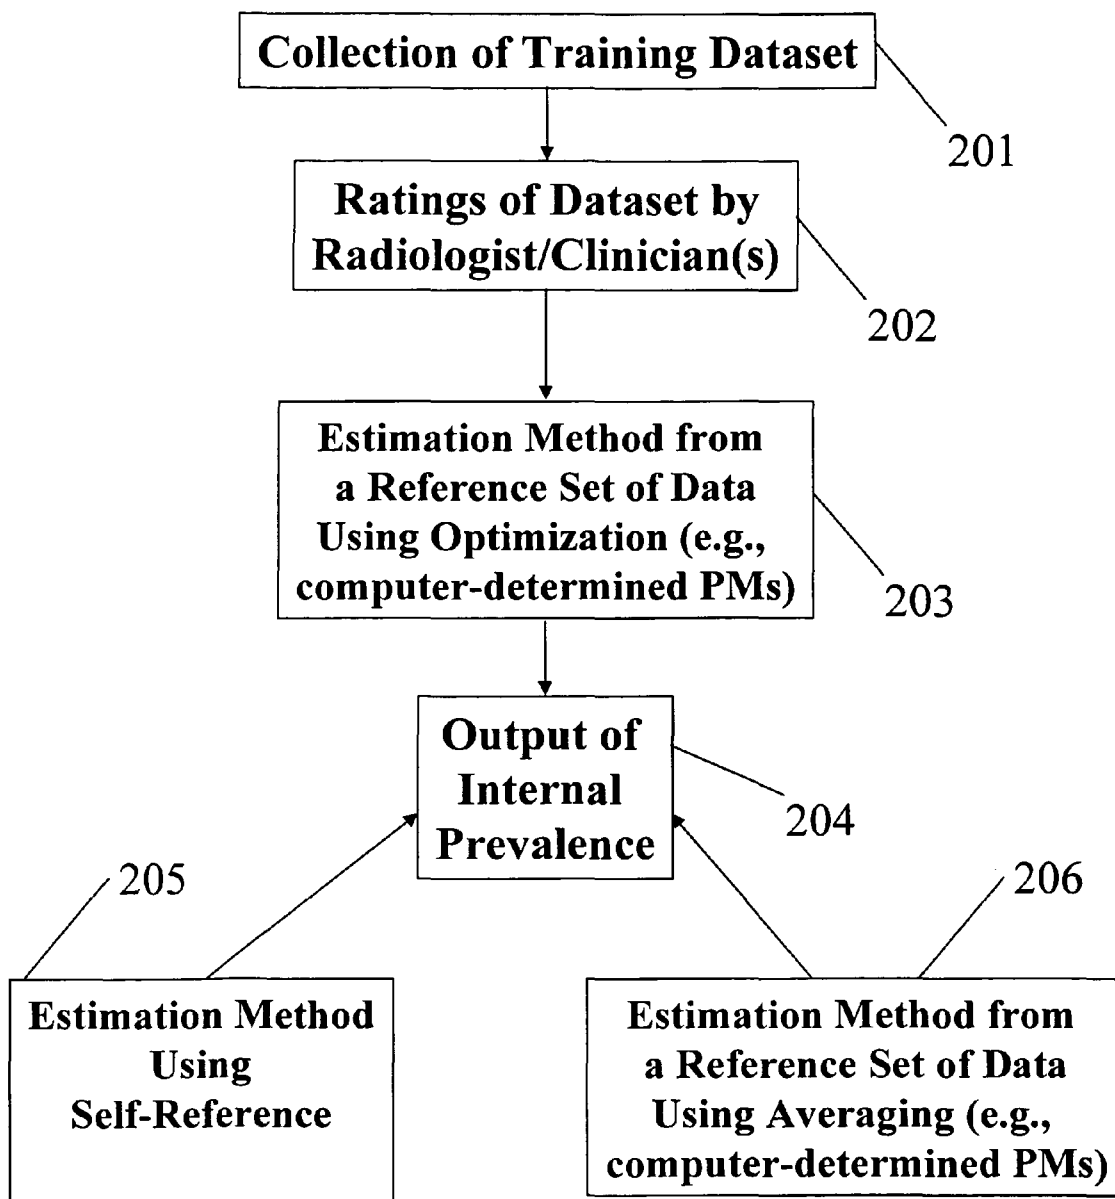 Collection of Training Dataset
201
Ratings of Dataset by
Radiologist/Clinician(s)
202
Estimation Method from
a Reference Set of Data
Using Optimization (e.g.,
computer-determined PMs)
203
Output of
Internal
Prevalence
204
205
Estimation Method
Using
Self-Reference
206
Estimation Method from
a Reference Set of Data
Using Averaging (e.g.,
computer-determined PMs)